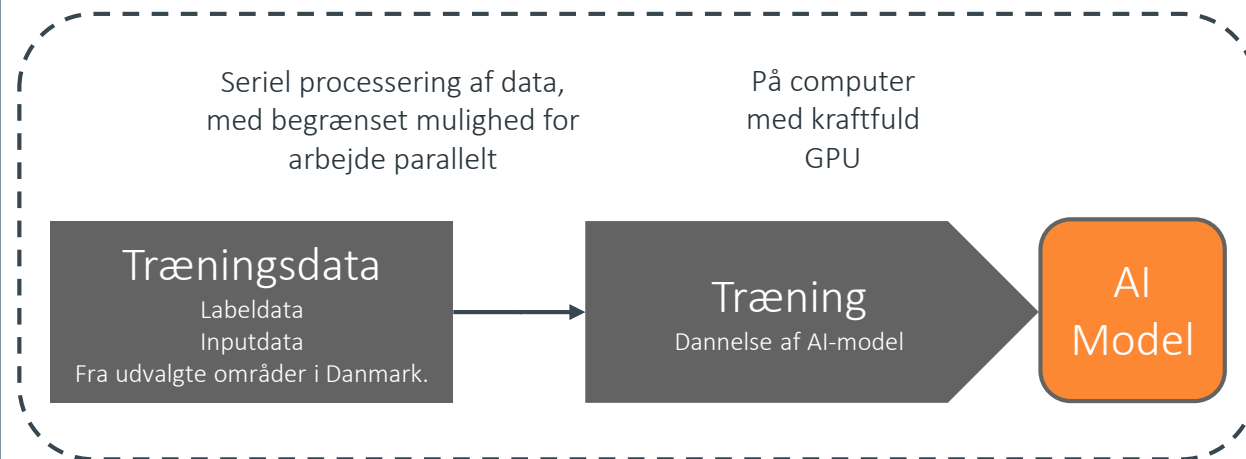 Seriel processering af data,
med begrænset mulighed for
arbejde parallelt
På computer
med kraftfuld
GPU
Træningsdata
Labeldata
Inputdata
Fra udvalgte områder i Danmark.
Træning
Dannelse af AI-model
AI
Model